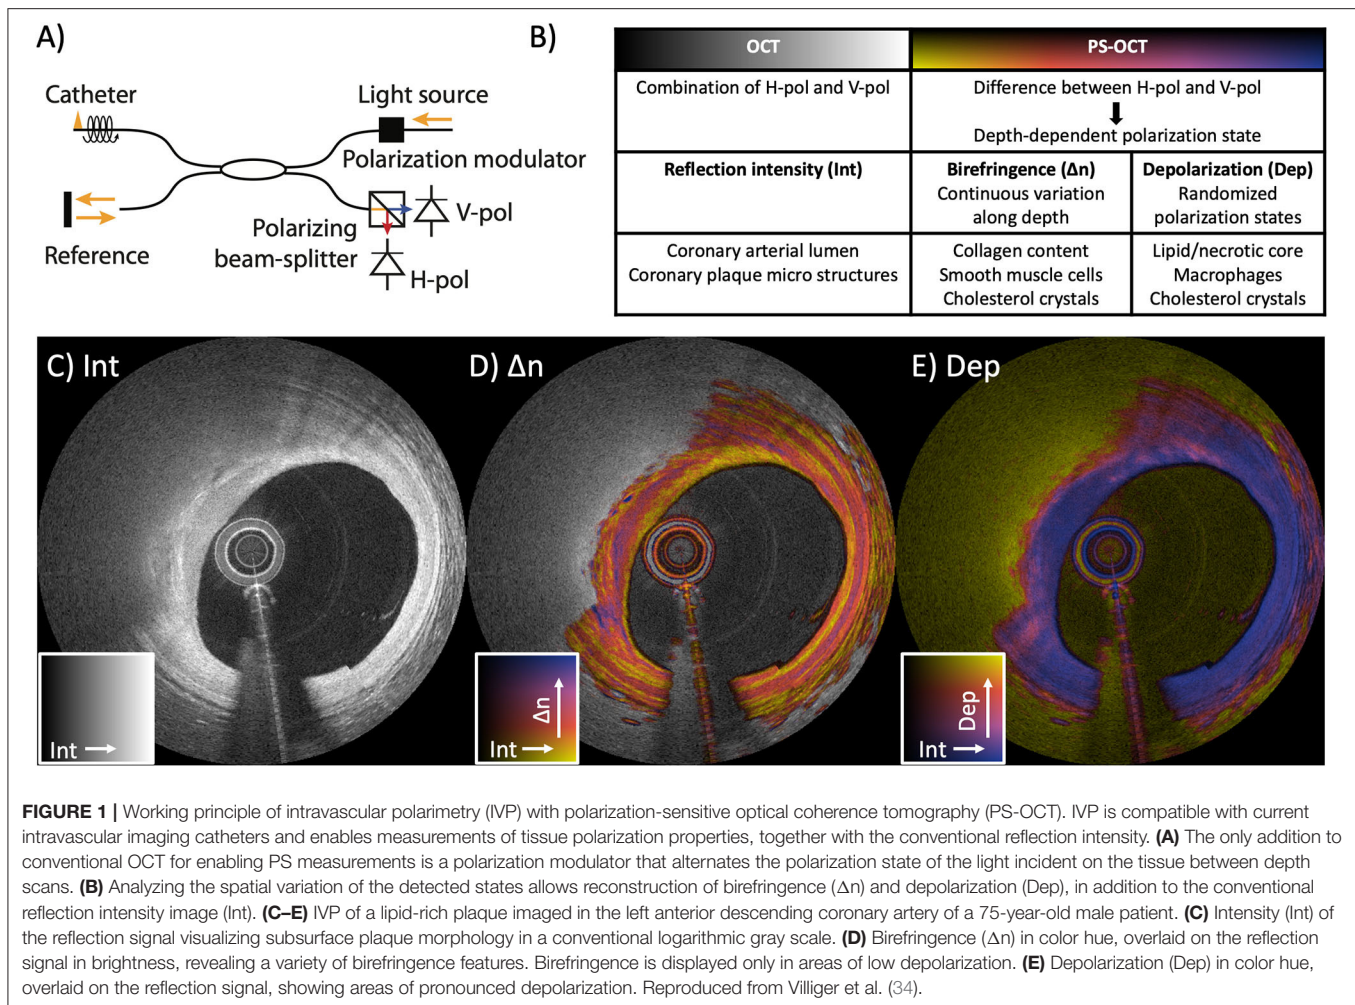 A)
Catheter
Light source
Polarization modulator
Reference
Polarizing
beam-splitter
V-pol
H-pol
B)
OCT
PS-OCT
Combination of H-pol and V-pol
Difference between H-pol and V-pol
Depth-dependent polarization state
Reflection intensity (Int)
Birefringence (Δn)
Continuous variation
along depth
Depolarization (Dep)
Randomized
polarization states
Coronary arterial lumen
Coronary plaque micro structures
Collagen content
Smooth muscle cells
Cholesterol crystals
Lipid/necrotic core
Macrophages
Cholesterol crystals
C) Int
Int
D) Δn
Δn
Int
E) Dep
Dep
Int
FIGURE 1 | Working principle of intravascular polarimetry (IVP) with polarization-sensitive optical coherence tomography (PS-OCT). IVP is compatible with current
intravascular imaging catheters and enables measurements of tissue polarization properties, together with the conventional reflection intensity. (A) The only addition to
conventional OCT for enabling PS measurements is a polarization modulator that alternates the polarization state of the light incident on the tissue between depth
scans. (B) Analyzing the spatial variation of the detected states allows reconstruction of birefringence (Δn) and depolarization (Dep), in addition to the conventional
reflection intensity image (Int). (C–E) IVP of a lipid-rich plaque imaged in the left anterior descending coronary artery of a 75-year-old male patient. (C) Intensity (Int) of
the reflection signal visualizing subsurface plaque morphology in a conventional logarithmic gray scale. (D) Birefringence (Δn) in color hue, overlaid on the reflection
signal in brightness, revealing a variety of birefringence features. Birefringence is displayed only in areas of low depolarization. (E) Depolarization (Dep) in color hue,
overlaid on the reflection signal, showing areas of pronounced depolarization. Reproduced from Villiger et al. (34).